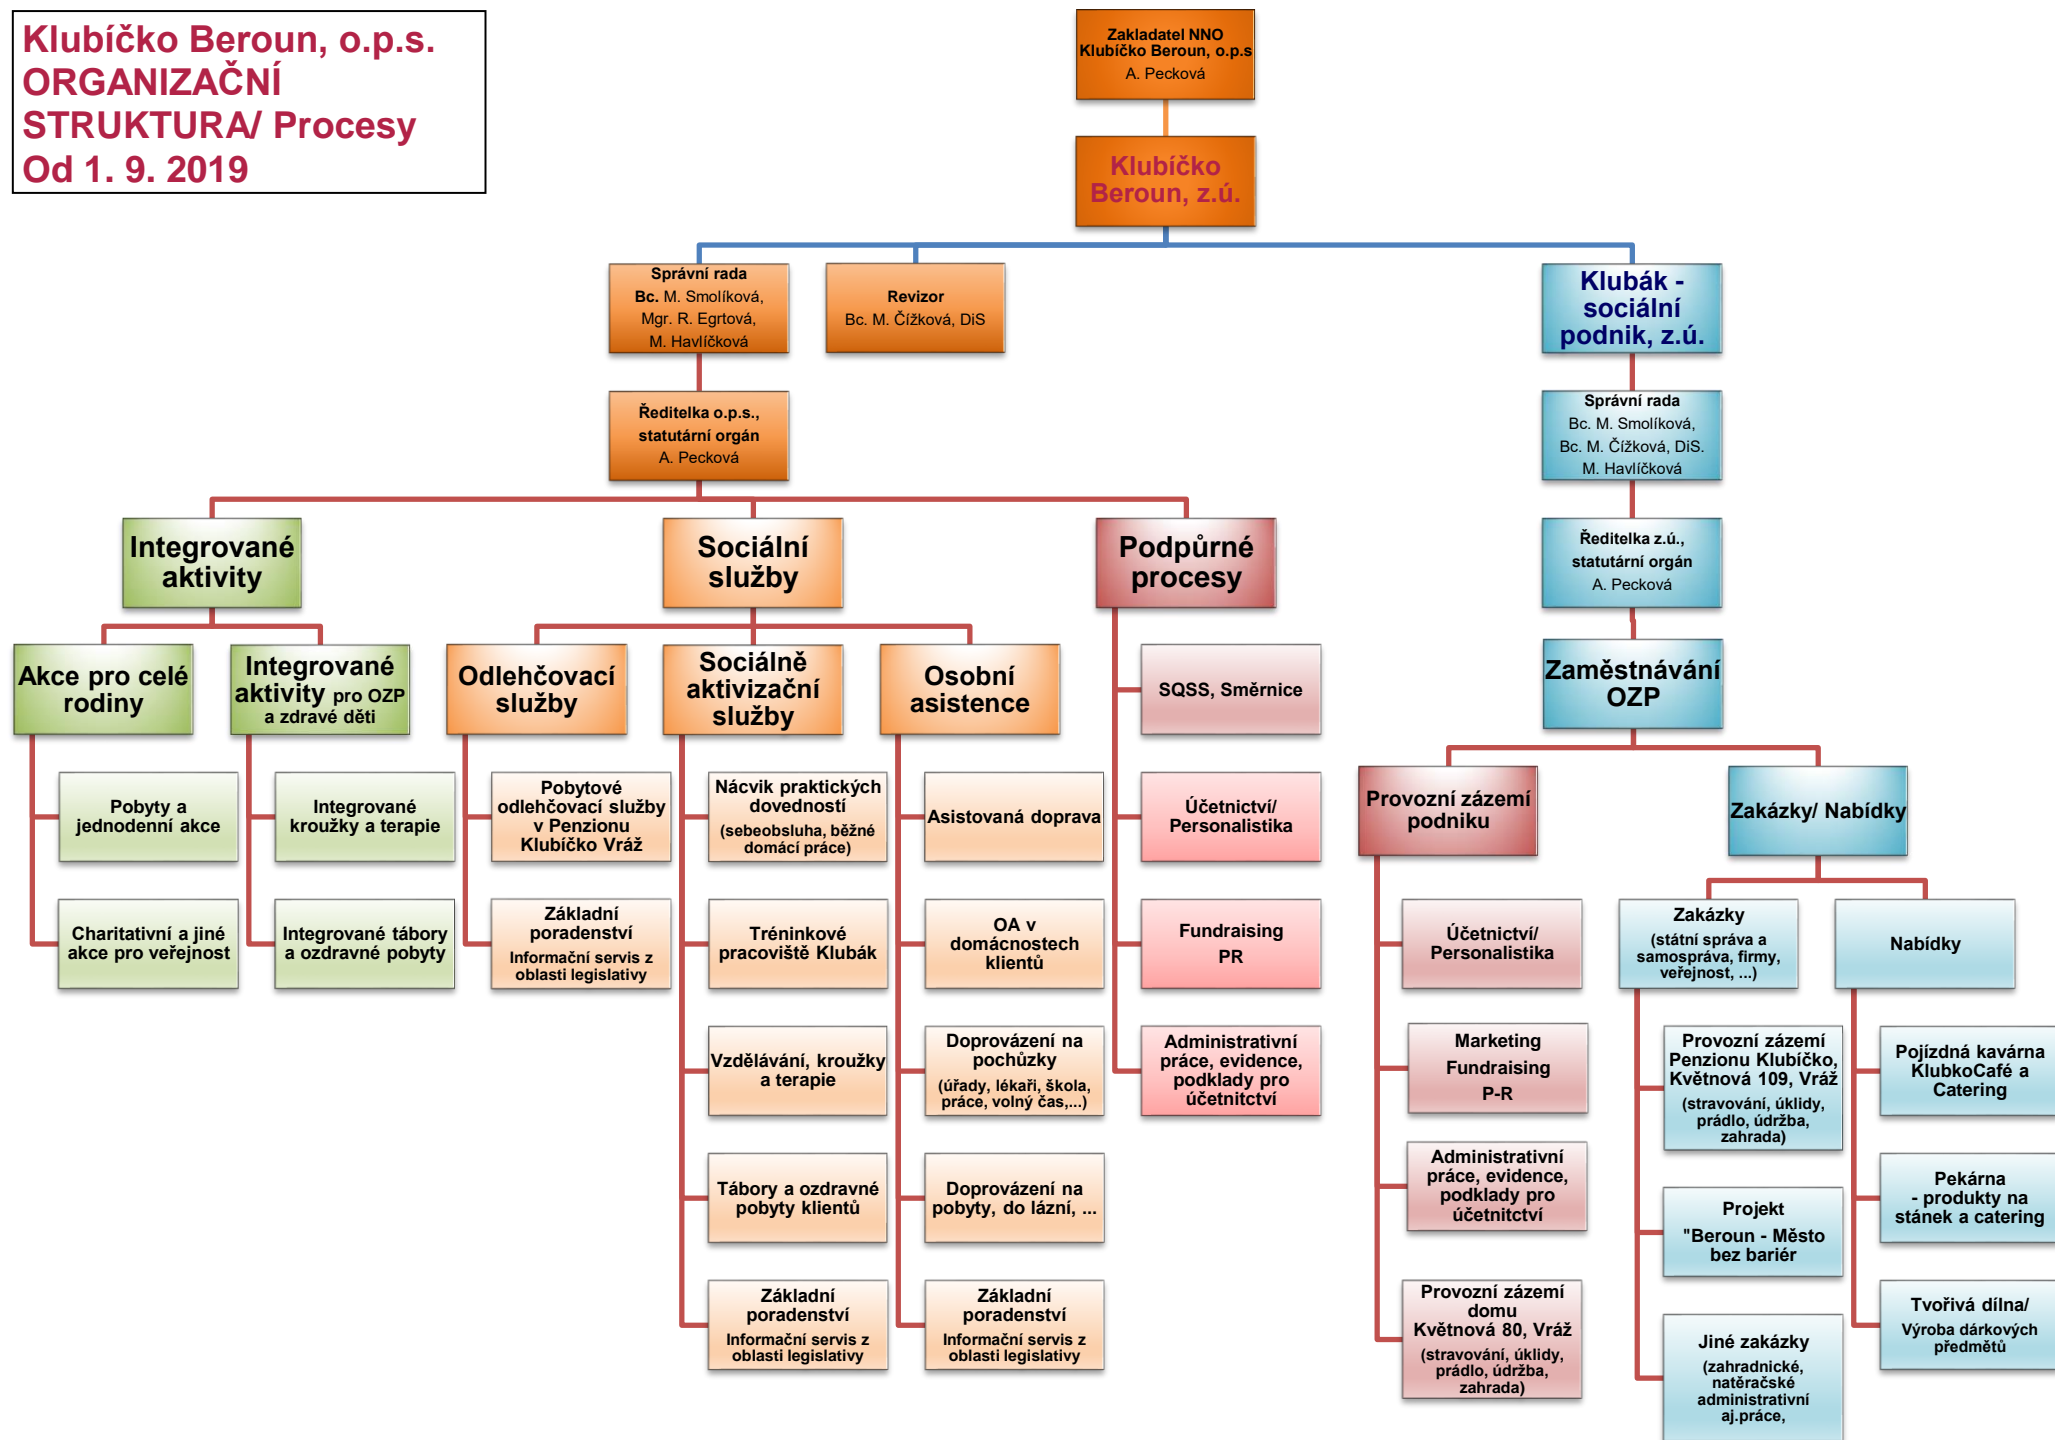 Klubíčko Beroun, o.p.s.
ORGANIZAČNÍ
STRUKTURA/ Procesy
Od 1. 9. 2019
Zakladatel NNO
Klubíčko Beroun, o.p.s
A. Pecková
Klubíčko
Beroun, z.ú.
Správní rada
Bc. M. Smolíková,
Mgr. R. Egrtová,
M. Havlíčková
Revizor
Bc. M. Čížková, DiS
Klubák -
sociální
podnik, z.ú.
Ředitelka o.p.s.,
statutární orgán
A. Pecková
Správní rada
Bc. M. Smolíková,
Bc. M. Čížková, DiS.
M. Havlíčková
Integrované
aktivity
Sociální
služby
Podpůrné
procesy
Ředitelka z.ú.,
statutární orgán
A. Pecková
Akce pro celé
rodiny
Integrované
aktivity pro OZP
a zdravé děti
Odlehčovací
služby
Sociálně
aktivizační
služby
Osobní
asistence
SQSS, Směrnice
Zaměstnávání
OZP
Pobyty a
jednodenní akce
Integrované
kroužky a terapie
Pobytové
odlehčovací služby
v Penzionu
Klubíčko Vráž
Nácvik praktických
dovedností
(sebeobsluha, běžné
domácí práce)
Asistovaná doprava
Účetnictví/
Personalistika
Provozní zázemí
podniku
Zakázky/ Nabídky
Charitativní a jiné
akce pro veřejnost
Integrované tábory
a ozdravné pobyty
Základní
poradenství
Informační servis z
oblasti legislativy
Tréninkové
pracoviště Klubák
OA v
domácnostech
klientů
Fundraising
PR
Účetnictví/
Personalistika
Zakázky
(státní správa a
samospráva, firmy,
veřejnost, ...)
Nabídky
Vzdělávání, kroužky
a terapie
Doprovázení na
pochůzky
(úřady, lékaři, škola,
práce, volný čas,...)
Administrativní
práce, evidence,
podklady pro
účetnitctví
Marketing
Fundraising
P-R
Provozní zázemí
Penzionu Klubíčko,
Květnová 109, Vráž
(stravování, úklidy,
prádlo, údržba,
zahrada)
Pojízdná kavárna
KlubkoCafé a
Catering
Tábory a ozdravné
pobyty klientů
Doprovázení na
pobyty, do lázní, ...
Administrativní
práce, evidence,
podklady pro
účetnitctví
Projekt
"Beroun - Město
bez bariér
Pekárna
- produkty na
stánek a catering
Základní
poradenství
Informační servis z
oblasti legislativy
Základní
poradenství
Informační servis z
oblasti legislativy
Provozní zázemí
domu
Květnová 80, Vráž
(stravování, úklidy,
prádlo, údržba,
zahrada)
Jiné zakázky
(zahradnické,
natěračské
administrativní
aj.práce,
Tvořivá dílna/
Výroba dárkových
předmětů